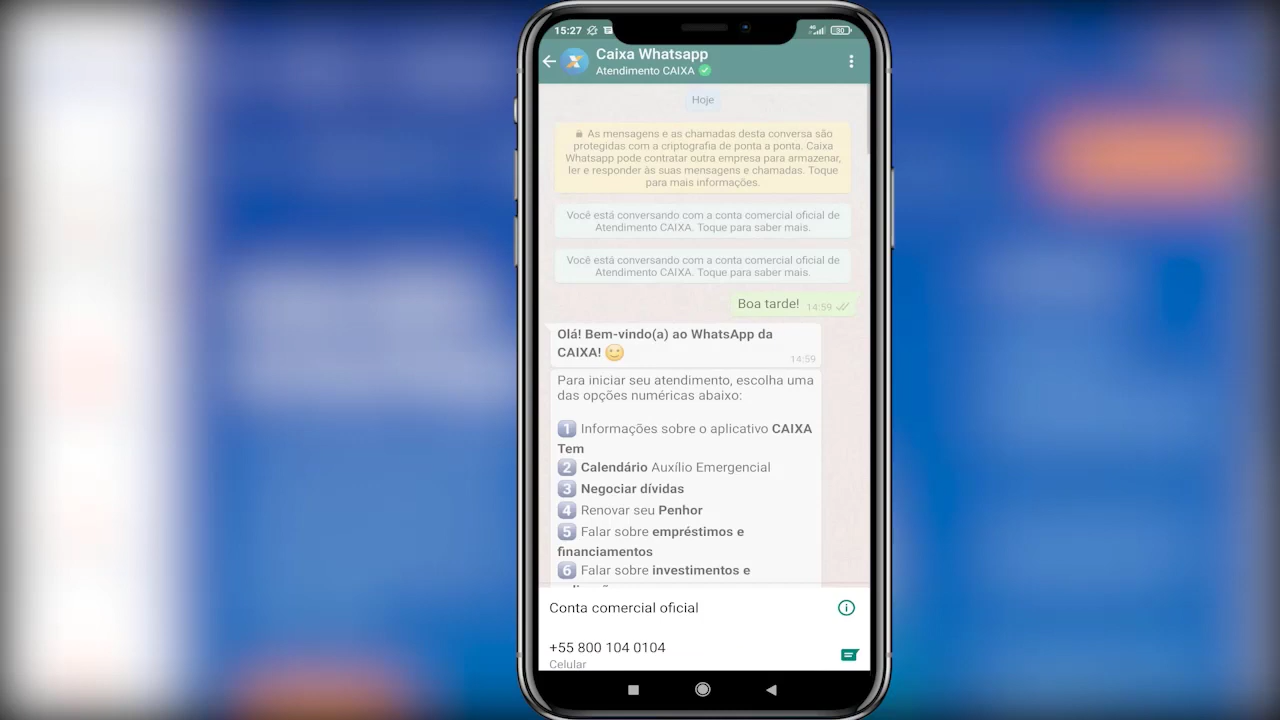 15:27
4G
30
Caixa Whatsapp
Atendimento CAIXA
Hoje
As mensagens e as chamadas desta conversa são
protegidas com a criptografia de ponta a ponta. Caixa
Whatsapp pode contratar outra empresa para armazenar,
ler e responder às suas mensagens e chamadas. Toque
para mais informações.
Você está conversando com a conta comercial oficial de
Atendimento CAIXA. Toque para saber mais.
Você está conversando com a conta comercial oficial de
Atendimento CAIXA. Toque para saber mais.
Boa tarde! 14:59
Olá! Bem-vindo(a) ao WhatsApp da
CAIXA! 🙂
14:59
Para iniciar seu atendimento, escolha uma
das opções numéricas abaixo:
1 Informações sobre o aplicativo CAIXA
Tem
2 Calendário Auxílio Emergencial
3 Negociar dívidas
4 Renovar seu Penhor
5 Falar sobre empréstimos e
financiamentos
6 Falar sobre investimentos e
Conta comercial oficial
+55 800 104 0104
Celular